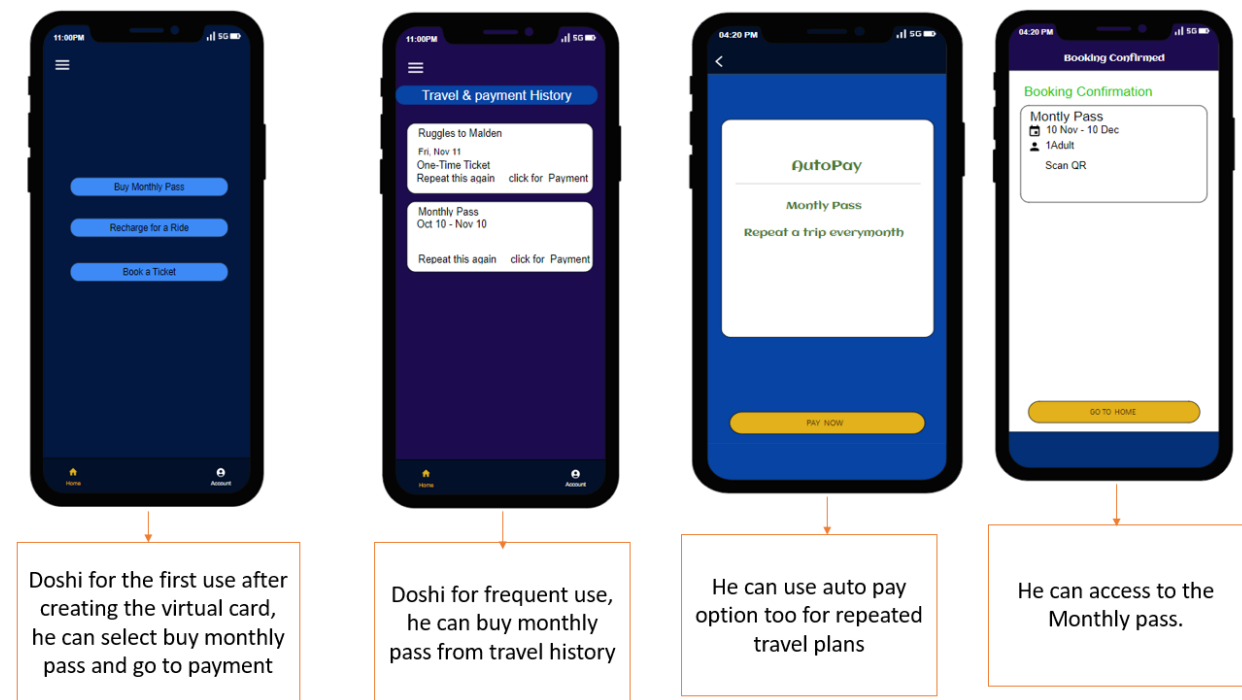 11:00PM
5G
Buy Monthly Pass
Recharge for a Ride
Book a Ticket
Home
Account
Doshi for the first use after
creating the virtual card,
he can select buy monthly
pass and go to payment
11:00PM
5G
Travel & payment History
Ruggles to Malden
Fri, Nov 11
One-Time Ticket
Repeat this again click for Payment
Monthly Pass
Oct 10 - Nov 10
Repeat this again click for Payment
Home
Account
Doshi for frequent use,
he can buy monthly
pass from travel history
04:20 PM
5G
AutoPay
Montly Pass
Repeat a trip everymonth
PAY NOW
He can use auto pay
option too for repeated
travel plans
04:20 PM
5G
Booking Confirmed
Booking Confirmation
Montly Pass
10 Nov - 10 Dec
1Adult
Scan QR
GO TO HOME
He can access to the
Monthly pass.